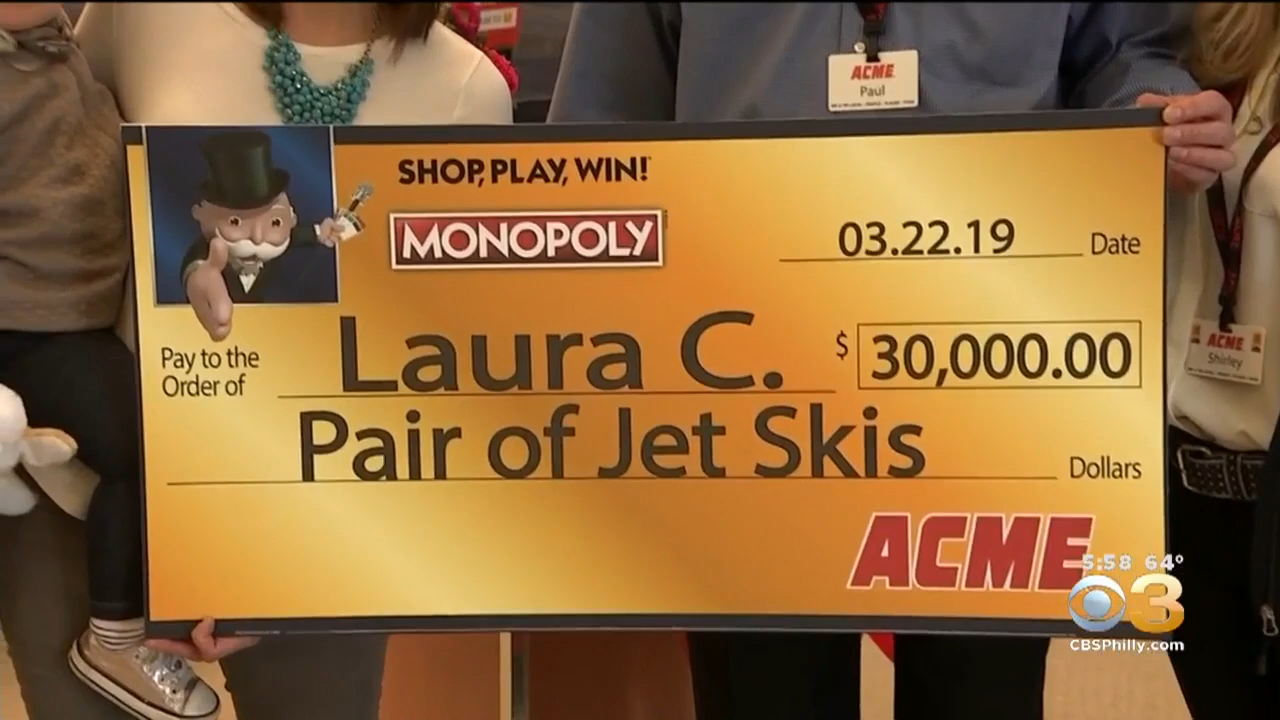 ACME
Paul
SHOP, PLAY, WIN!
MONOPOLY
03.22.19 Date
Pay to the
Order of
Laura C.
$ 30,000.00
Pair of Jet Skis
Dollars
ACME
ACME
Shirley
5:58 64°
3
CBSPhilly.com